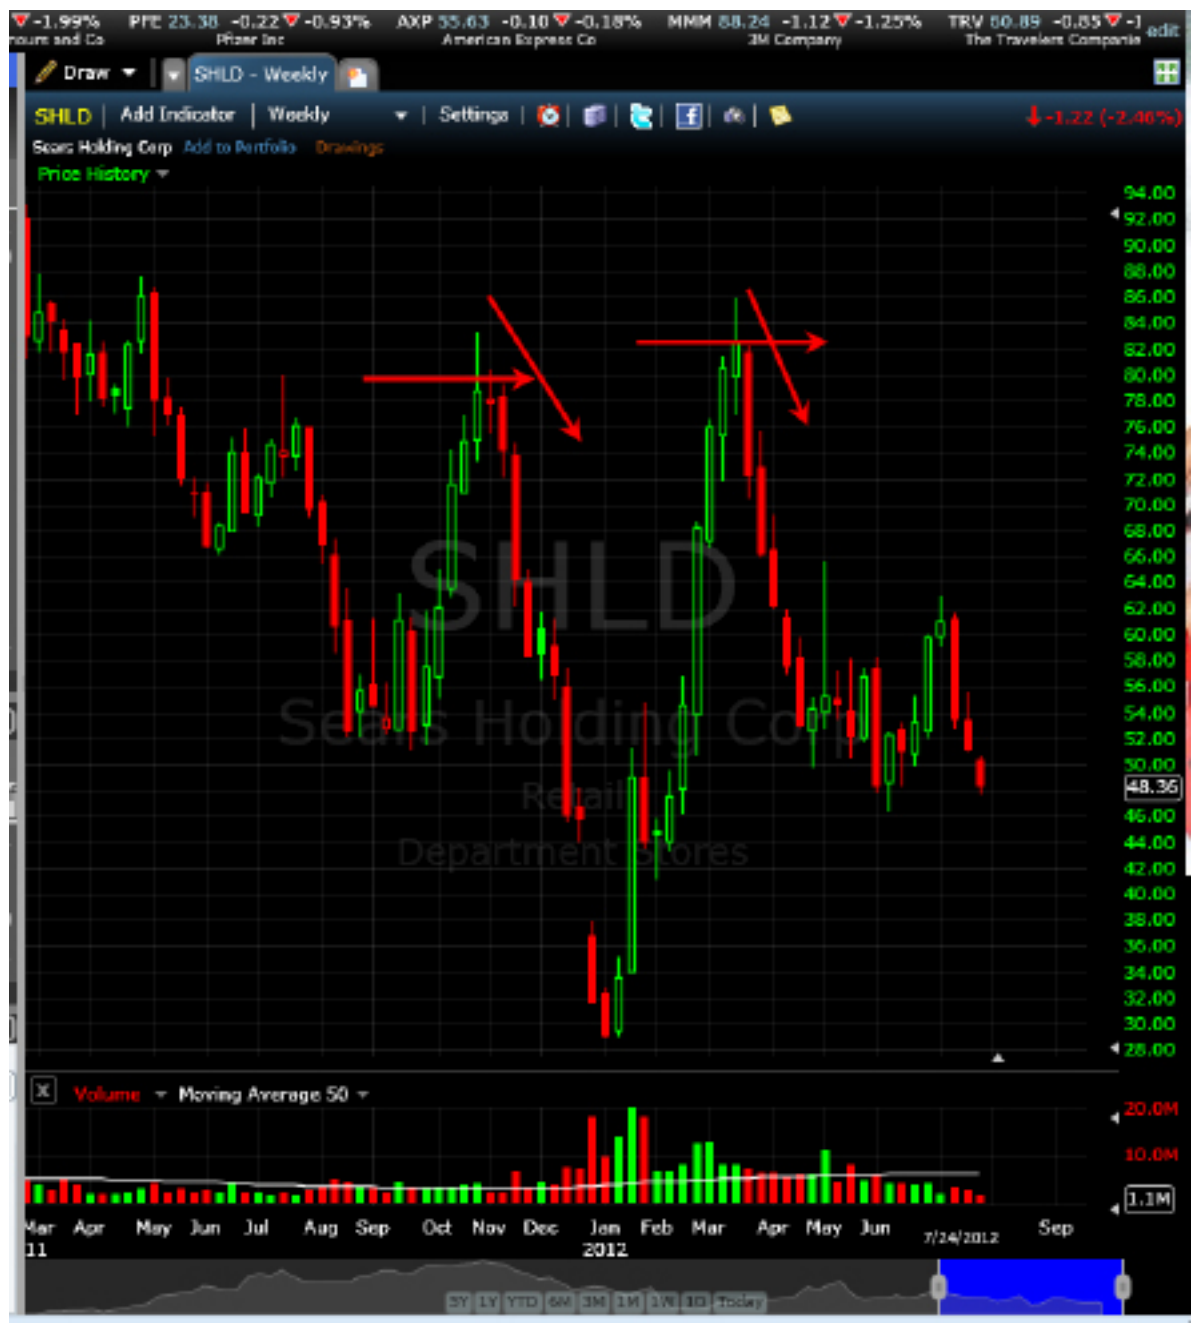 -1.99% PFE 23.38 -0.22 -0.93% AXP 55.63 -0.10 -0.18% MMM 88.24 -1.12 -1.25% TRV 60.89 -0.85 -1 edit
ours and Co Pfizer Inc American Express Co 3M Company The Travelers Companie
Draw SHLD - Weekly
SHLD Add Indicator Weekly Settings -1.22 (-2.46%)
Sears Holding Corp Add to Portfolio Drawings
Price History
94.00
92.00
90.00
88.00
86.00
84.00
82.00
80.00
78.00
76.00
74.00
72.00
70.00
68.00
66.00
64.00
62.00
60.00
58.00
56.00
54.00
52.00
50.00
48.36
46.00
44.00
42.00
40.00
38.00
36.00
34.00
32.00
30.00
28.00
SHLD
Sears Holding Corp
Retail
Department Stores
X Volume Moving Average 50
20.0M
10.0M
1.1M
Mar Apr May Jun Jul Aug Sep Oct Nov Dec Jan Feb Mar Apr May Jun 7/24/2012 Sep
11 2012
3Y 1Y YTD 6M 3M 1M 1W 1D Today